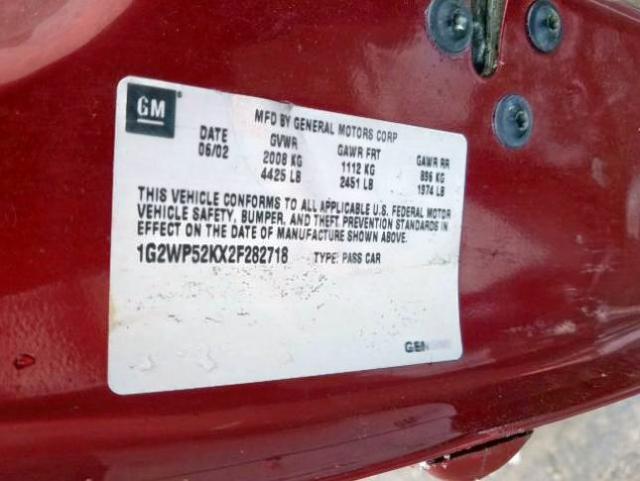 GM
MFD BY GENERAL MOTORS CORP
DATE GVWR GAWR FRT GAWR RR
06/02 2008 KG 1112 KG 896 KG
4425 LB 2451 LB 1974 LB
THIS VEHICLE CONFORMS TO ALL APPLICABLE U.S. FEDERAL MOTOR
VEHICLE SAFETY, BUMPER, AND THEFT PREVENTION STANDARDS IN
EFFECT ON THE DATE OF MANUFACTURE SHOWN ABOVE.
1G2WP52KX2F282718 TYPE: PASS CAR